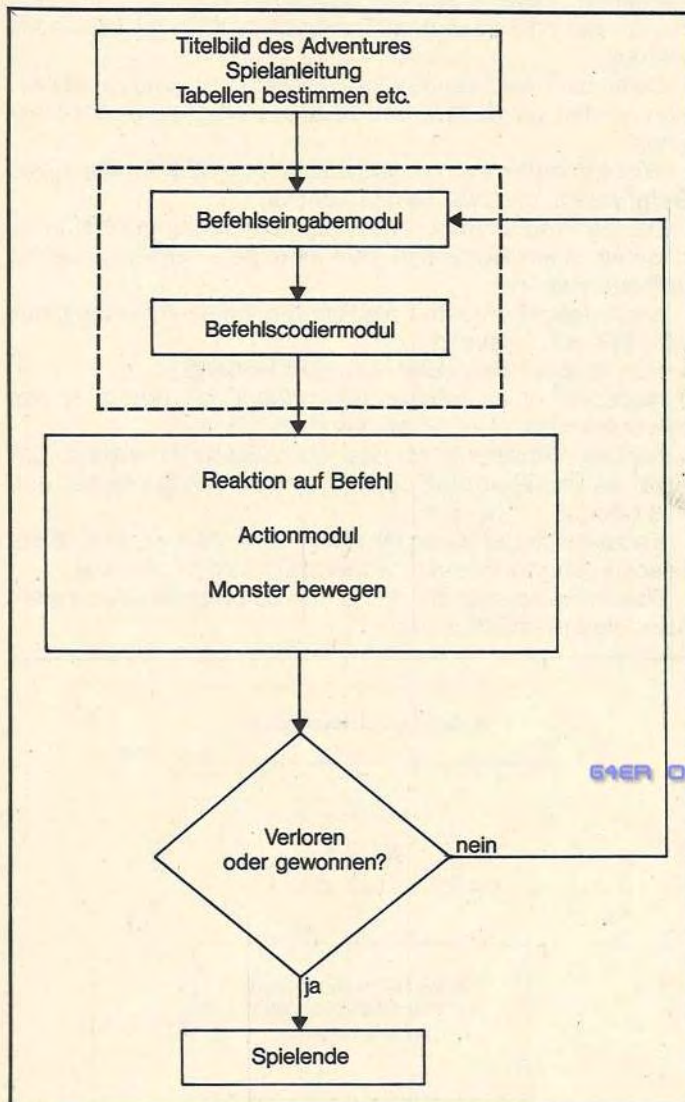 Titelbild des Adventures
Spielanleitung
Tabellen bestimmen etc.
Befehlseingabemodul
Befehlscodiermodul
Reaktion auf Befehl
Actionmodul
Monster bewegen
Verloren
oder gewonnen?
nein
ja
Spielende
64ER O